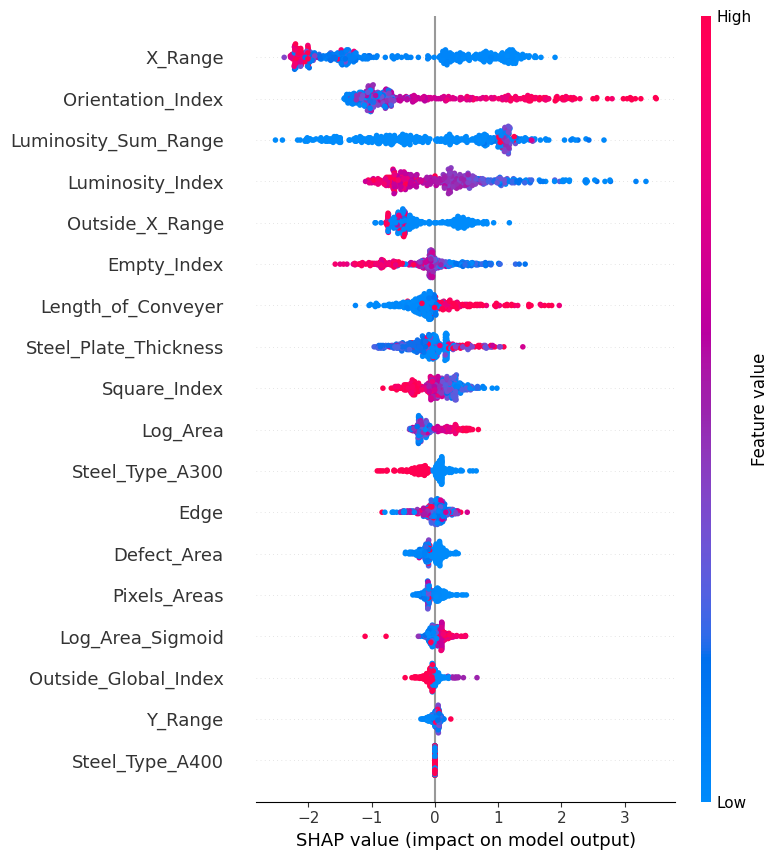 High
X_Range
Orientation_Index
Luminosity_Sum_Range
Luminosity_Index
Outside_X_Range
Empty_Index
Length_of_Conveyer
Steel_Plate_Thickness
Square_Index
Log_Area
Steel_Type_A300
Edge
Defect_Area
Pixels_Areas
Log_Area_Sigmoid
Outside_Global_Index
Y_Range
Steel_Type_A400
Feature value
Low
−2 −1 0 1 2 3
SHAP value (impact on model output)